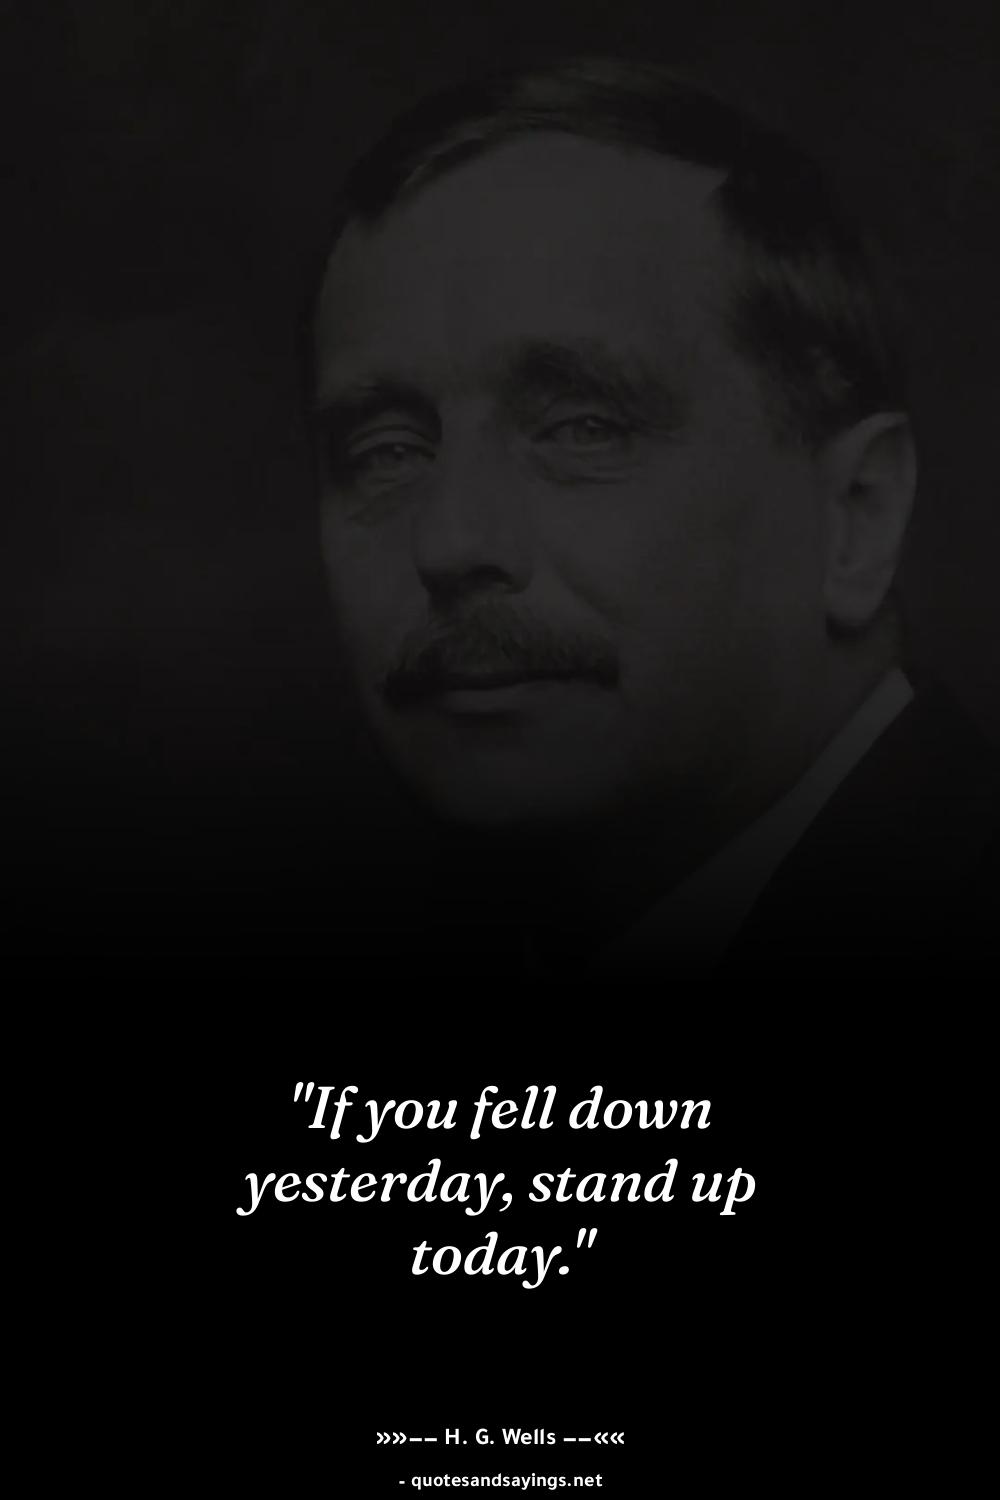 "If you fell down
yesterday, stand up
today."
»»–– H. G. Wells ––««
- quotesandsayings.net